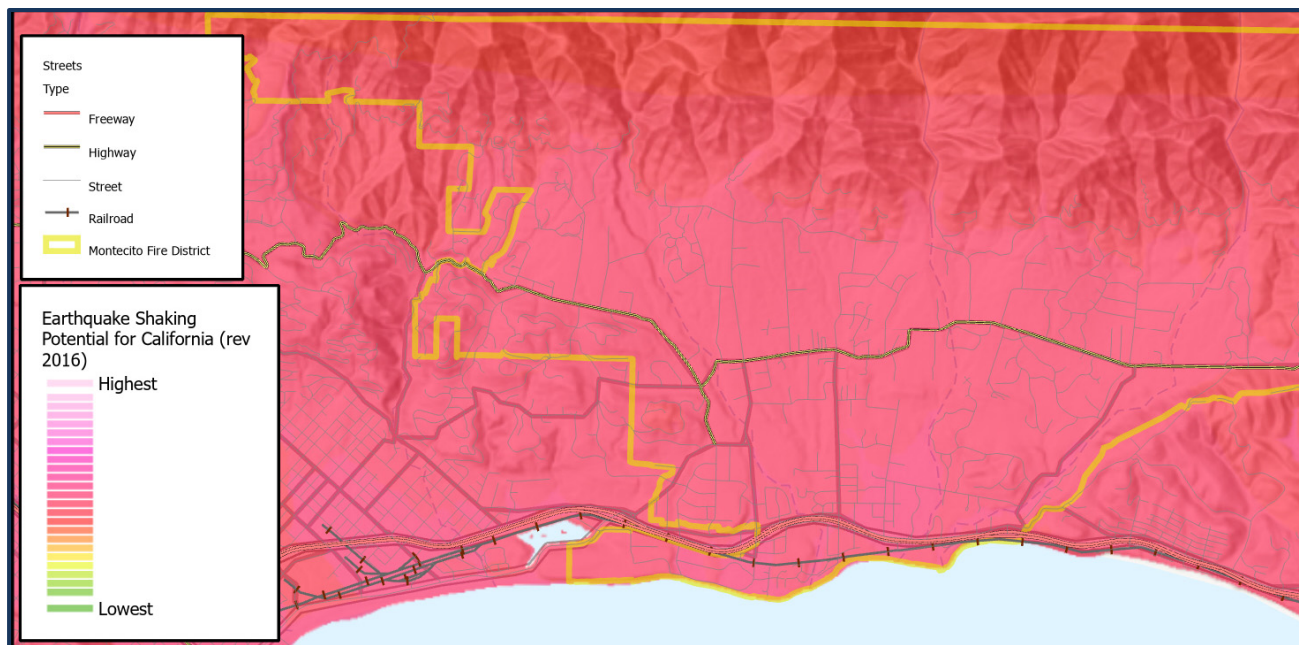 Streets
Type
Freeway
Highway
Street
Railroad
Montecito Fire District
Earthquake Shaking
Potential for California (rev
2016)
Highest
Lowest